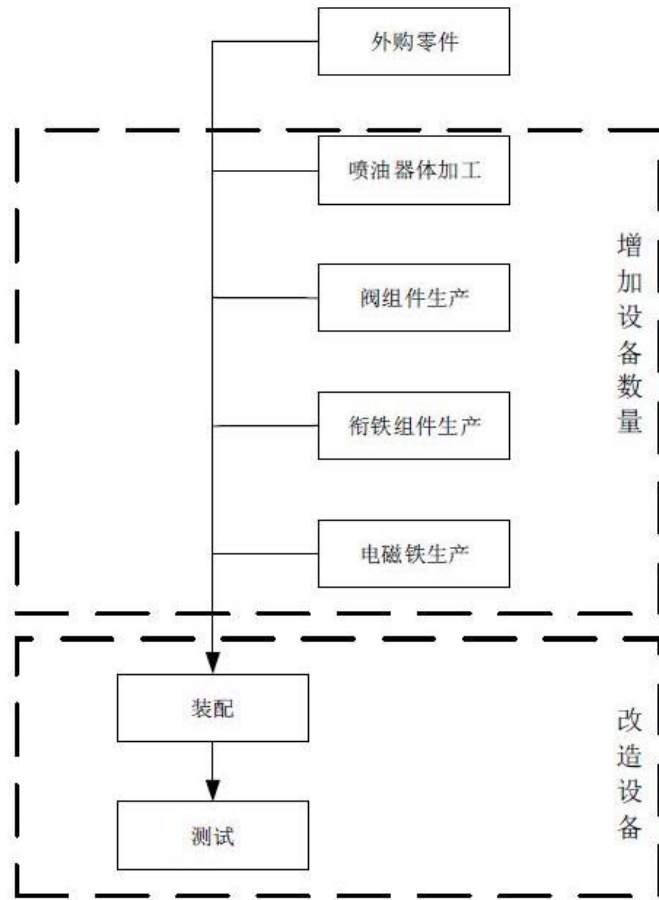 外购零件
喷油器体加工
阀组件生产
衔铁组件生产
电磁铁生产
增加设备数量
装配
测试
改造设备